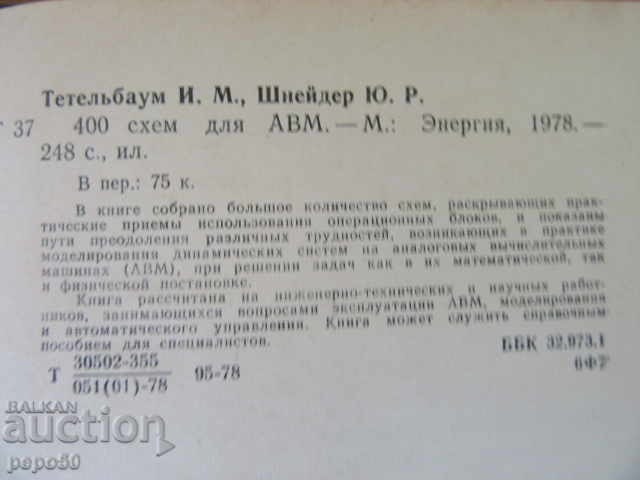 Тетельбаум И. М., Шнейдер Ю. Р.
Т 37 400 схем для АВМ. — М.: Энергия, 1978. —
248 с., ил.
В пер.: 75 к.
В книге собрано большое количество схем, раскрывающих прак-
тические приемы использования операционных блоков, и показаны
пути преодоления различных трудностей, возникающих в практике
моделирования динамических систем на аналоговых вычислительных
машинах (АВМ), при решении задач как в их математической, так
и физической постановке.
Книга рассчитана на инженерно-технических и научных работ-
ников, занимающихся вопросами эксплуатации АВМ, моделирования
и автоматического управления. Книга может служить справочным
пособием для специалистов.
ББК 32.973.1
Т 30502-355 95-78 6Ф7
051(01)-78
BALKAN
auction
pepo50